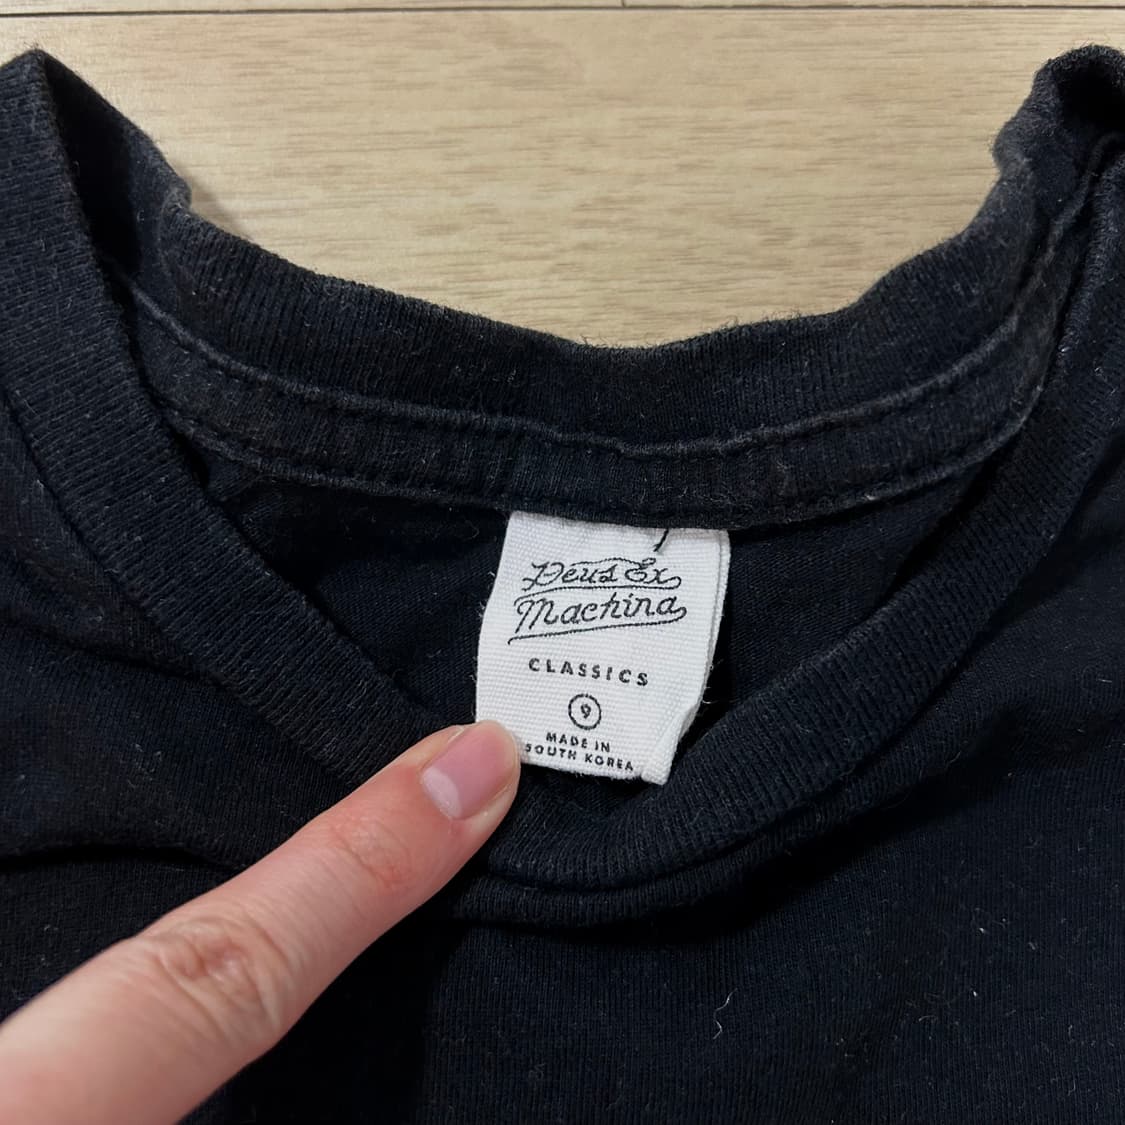 Deus Ex
Machina
CLASSICS
9
MADE IN
SOUTH KOREA